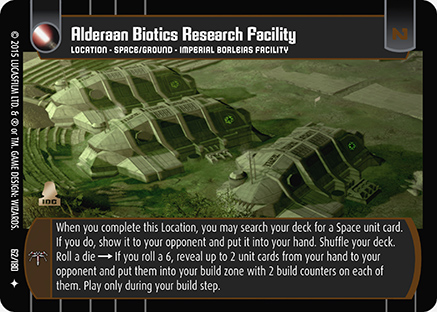 Alderaan Biotics Research Facility
LOCATION - SPACE/GROUND - IMPERIAL BORLEIAS FACILITY
N
© 2015 LUCASFILM LTD. & ® or TM. GAME DESIGN: WIZARDS.
62/180
IDC
When you complete this Location, you may search your deck for a Space unit card.
If you do, show it to your opponent and put it into your hand. Shuffle your deck.
Roll a die → If you roll a 6, reveal up to 2 unit cards from your hand to your
opponent and put them into your build zone with 2 build counters on each of
them. Play only during your build step.